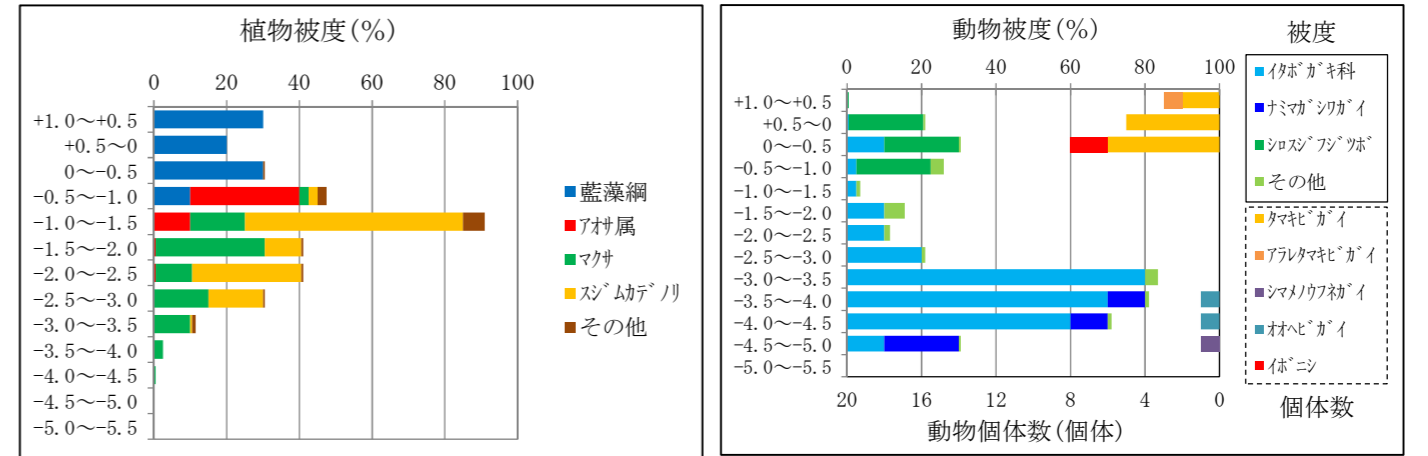 植物被度(%)
0 20 40 60 80 100
+1.0～+0.5
+0.5～0
0～-0.5
-0.5～-1.0
-1.0～-1.5
-1.5～-2.0
-2.0～-2.5
-2.5～-3.0
-3.0～-3.5
-3.5～-4.0
-4.0～-4.5
-4.5～-5.0
-5.0～-5.5
藍藻綱
ｱｵｻ属
ﾏｸｻ
ｽｼﾞﾑｶﾃﾞﾉﾘ
その他
動物被度(%)
0 20 40 60 80 100
+1.0～+0.5
+0.5～0
0～-0.5
-0.5～-1.0
-1.0～-1.5
-1.5～-2.0
-2.0～-2.5
-2.5～-3.0
-3.0～-3.5
-3.5～-4.0
-4.0～-4.5
-4.5～-5.0
-5.0～-5.5
20 16 12 8 4 0
動物個体数(個体)
被度
ｲﾀﾎﾞｶﾞｷ科
ﾅﾐﾏｶﾞｼﾜｶﾞｲ
ｼﾛｽｼﾞﾌｼﾞﾂﾎﾞ
その他
ﾀﾏｷﾋﾞｶﾞｲ
ｱﾗﾚﾀﾏｷﾋﾞｶﾞｲ
ｼﾏﾒﾉｳﾌﾈｶﾞｲ
ｵｵﾍﾋﾞｶﾞｲ
ｲﾎﾞﾆｼ
個体数